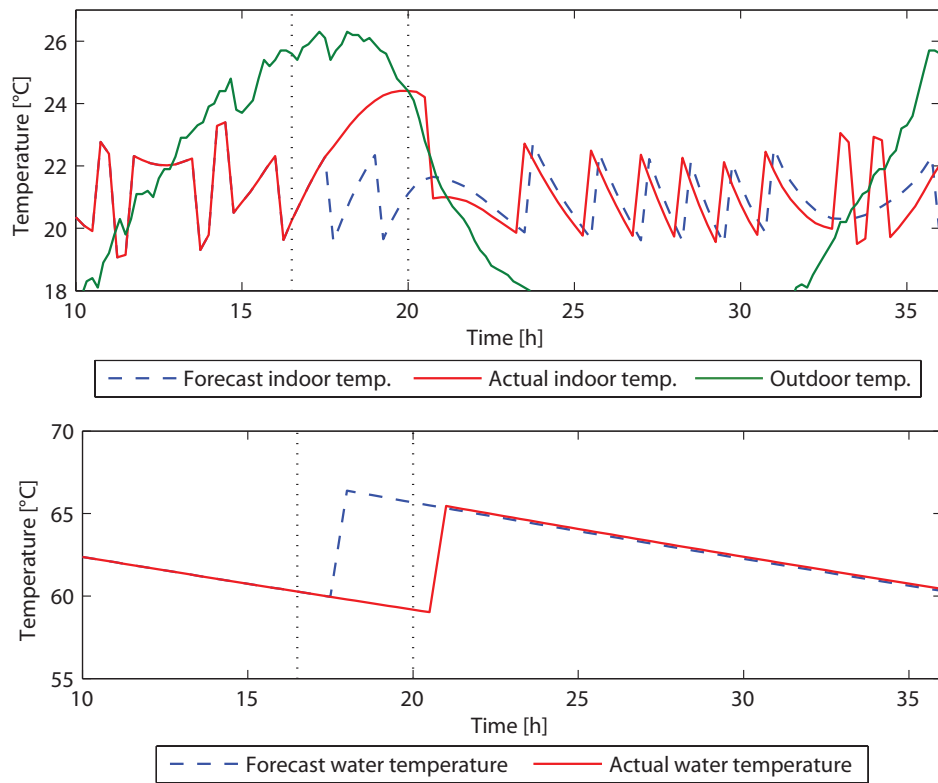 Temperature [°C]
26
24
22
20
18
10 15 20 25 30 35
Time [h]
Forecast indoor temp. Actual indoor temp. Outdoor temp.
Temperature [°C]
70
65
60
55
10 15 20 25 30 35
Time [h]
Forecast water temperature Actual water temperature